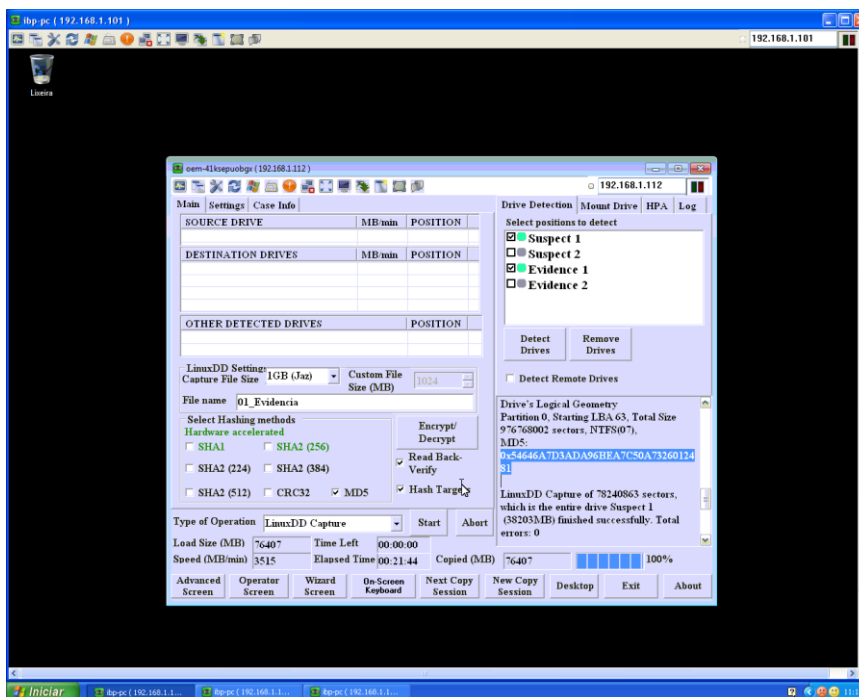 ibp-pc ( 192.168.1.101 )
192.168.1.101
Lixeira
oem-41ksepuobgx ( 192.168.1.112 )
192.168.1.112
Main Settings Case Info
SOURCE DRIVE MB/min POSITION
DESTINATION DRIVES MB/min POSITION
OTHER DETECTED DRIVES POSITION
LinuxDD Settings
Capture File Size 1GB (Jaz) Custom File
Size (MB) 1024
File name 01_Evidencia
Select Hashing methods
Hardware accelerated
SHA1 SHA2 (256)
SHA2 (224) SHA2 (384)
SHA2 (512) CRC32 MD5
Encrypt/
Decrypt
Read Back-
Verify
Hash Targets
Type of Operation LinuxDD Capture Start Abort
Load Size (MB) 76407 Time Left 00:00:00
Speed (MB/min) 3515 Elapsed Time 00:21:44 Copied (MB) 76407 100%
Drive Detection Mount Drive HPA Log
Select positions to detect
Suspect 1
Suspect 2
Evidence 1
Evidence 2
Detect
Drives
Remove
Drives
Detect Remote Drives
Drive's Logical Geometry
Partition 0, Starting LBA 63, Total Size
976768002 sectors, NTFS(07),
MD5:
0x54646A7D3ADA96BEA7C50A73260124
81
LinuxDD Capture of 78240863 sectors,
which is the entire drive Suspect 1
(38203MB) finished successfully. Total
errors: 0
Advanced
Screen
Operator
Screen
Wizard
Screen
On-Screen
Keyboard
Next Copy
Session
New Copy
Session
Desktop
Exit
About
Iniciar
ibp-pc ( 192.168.1.1...
ibp-pc ( 192.168.1.1...
ibp-pc ( 192.168.1.1...